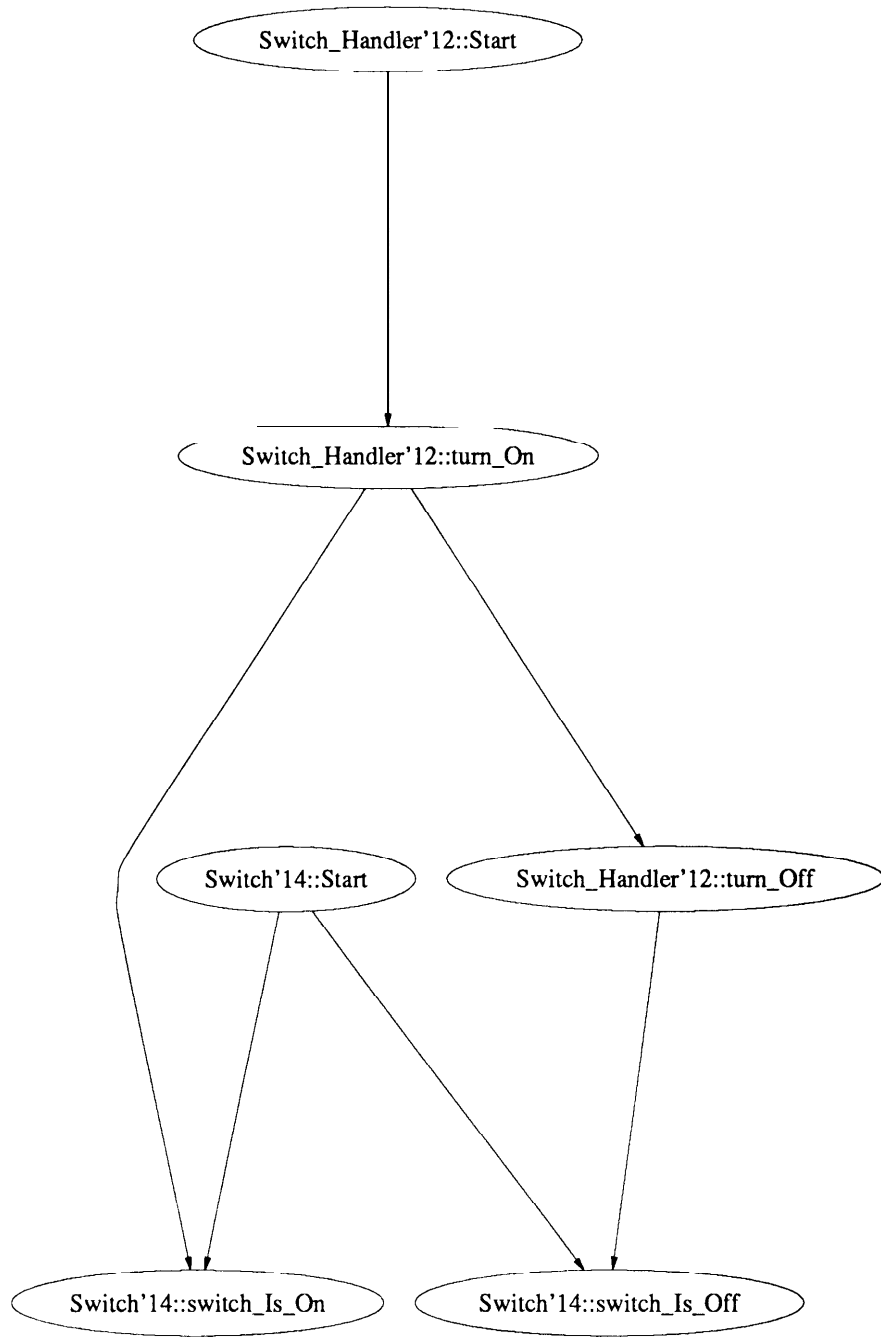 Switch_Handler'12::Start
Switch_Handler'12::turn_On
Switch'14::Start
Switch_Handler'12::turn_Off
Switch'14::switch_Is_On
Switch'14::switch_Is_Off